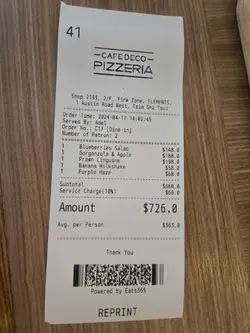 41
CAFE DECO
PIZZERIA
2/F, Fire Zone, ELEMENTS,
1 Austin Road West, Tsim Sha Tsui
Order Time: 2024-04-17 14:02:45
Served By: Adel
Order No.: [Dine-in]
Number of Patron: 2
1 Blueberries Salad $148.0
1 Gorgonzola & Apple $188.0
1 Prawn Linguine $198.0
1 Banana Milkshake $58.0
1 Purple Haze $68.0
Subtotal $660.0
Service Charge(10%) $66.0
Amount $726.0
Avg. per Person $363.0
Thank You
Powered by Eats365
REPRINT